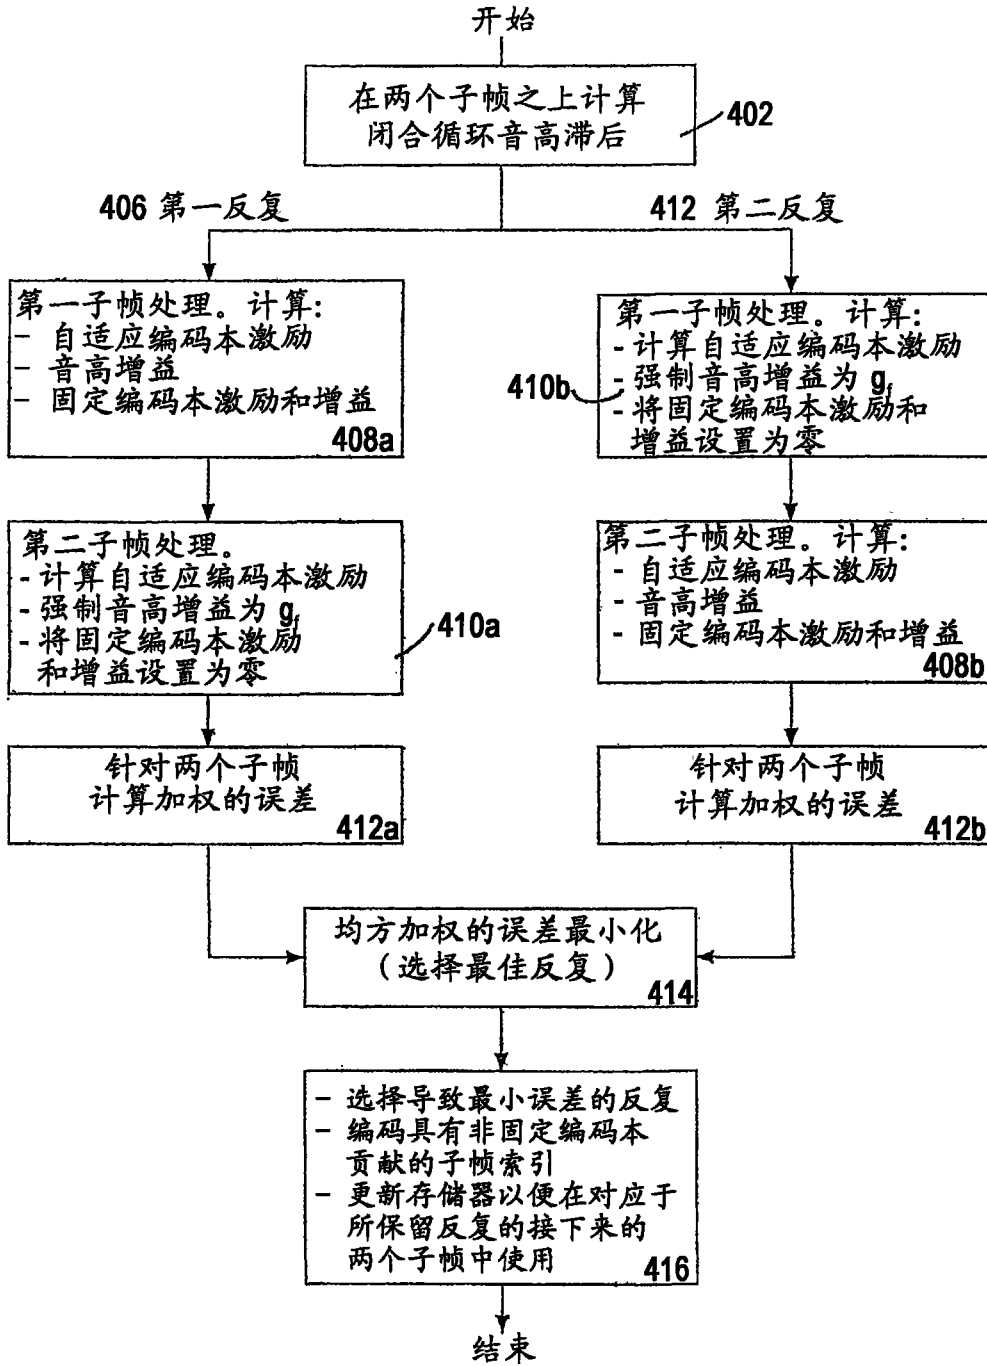 开始
在两个子帧之上计算
闭合循环音高滞后
402
406 第一反复
412 第二反复
第一子帧处理。计算:
- 自适应编码本激励
- 音高增益
- 固定编码本激励和增益
408a
第一子帧处理。计算:
- 计算自适应编码本激励
- 强制音高增益为 gf
- 将固定编码本激励和
增益设置为零
410b
第二子帧处理。
- 计算自适应编码本激励
- 强制音高增益为 gf
- 将固定编码本激励
和增益设置为零
410a
第二子帧处理。计算:
- 自适应编码本激励
- 音高增益
- 固定编码本激励和增益
408b
针对两个子帧
计算加权的误差
412a
针对两个子帧
计算加权的误差
412b
均方加权的误差最小化
(选择最佳反复)
414
- 选择导致最小误差的反复
- 编码具有非固定编码本
贡献的子帧索引
- 更新存储器以便在对应于
所保留反复的接下来的
两个子帧中使用
416
结束